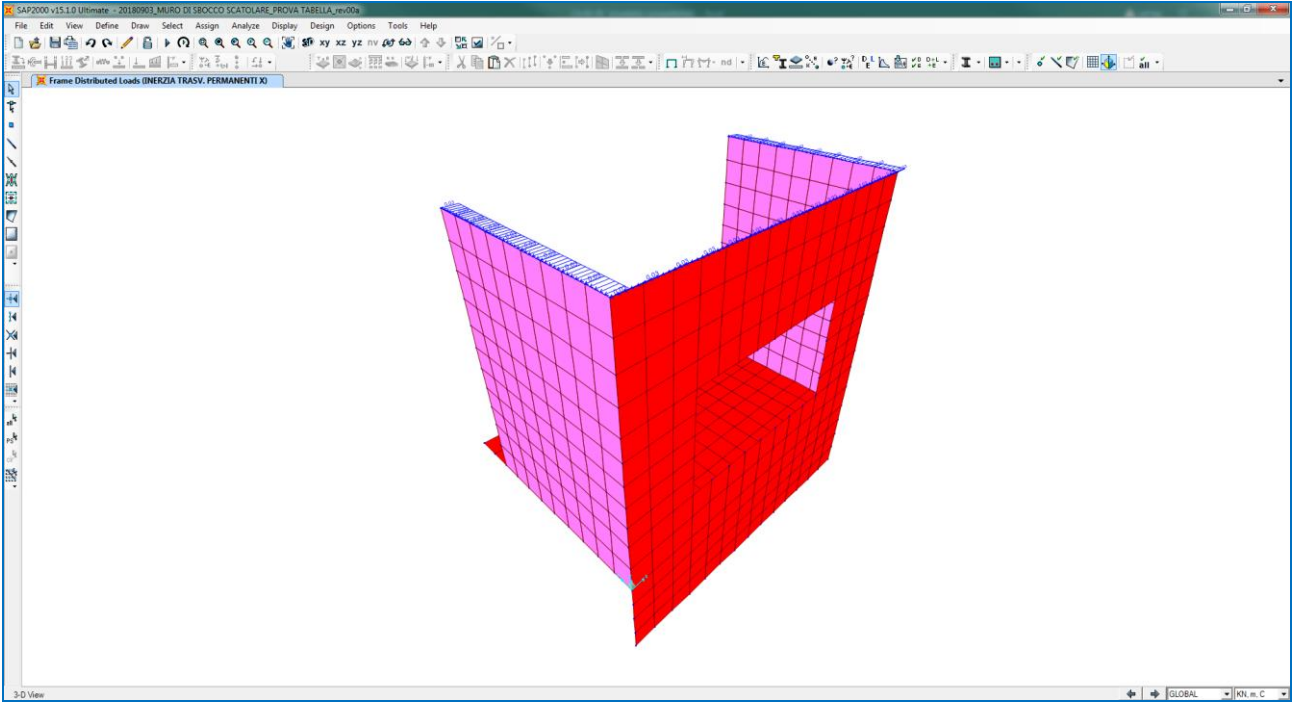 SAP2000 v15.1.0 Ultimate - 20180903_MURO DI SBOCCO SCATOLARE_PROVA TABELLA_rev00a
File Edit View Define Draw Select Assign Analyze Display Design Options Tools Help
xy xz yz nv
nd
Frame Distributed Loads (INERZIA TRASV. PERMANENTI X)
3-D View
GLOBAL
KN, m, C